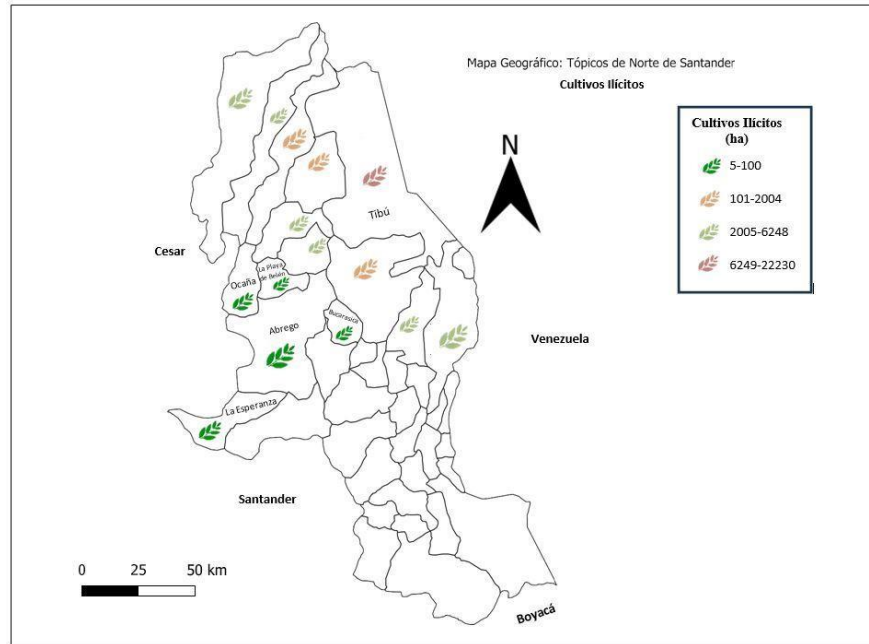 Mapa Geográfico: Tópicos de Norte de Santander
Cultivos Ilícitos
Cultivos Ilícitos
(ha)
5-100
101-2004
2005-6248
6249-22230
N
Tibú
Cesar
Ocaña
La Playa
de Belén
Abrego
Bucarasica
Venezuela
La Esperanza
Santander
0 25 50 km
Boyacá